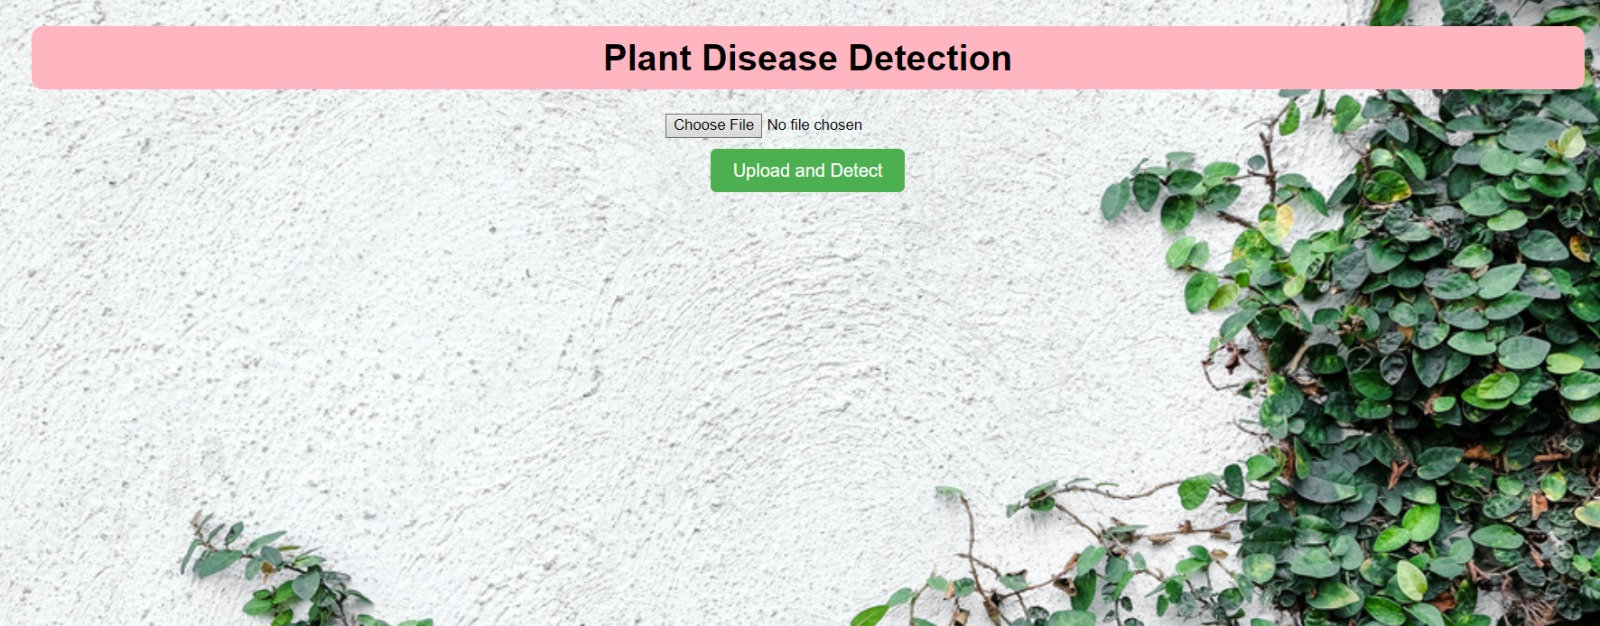 Plant Disease Detection
Choose File No file chosen
Upload and Detect